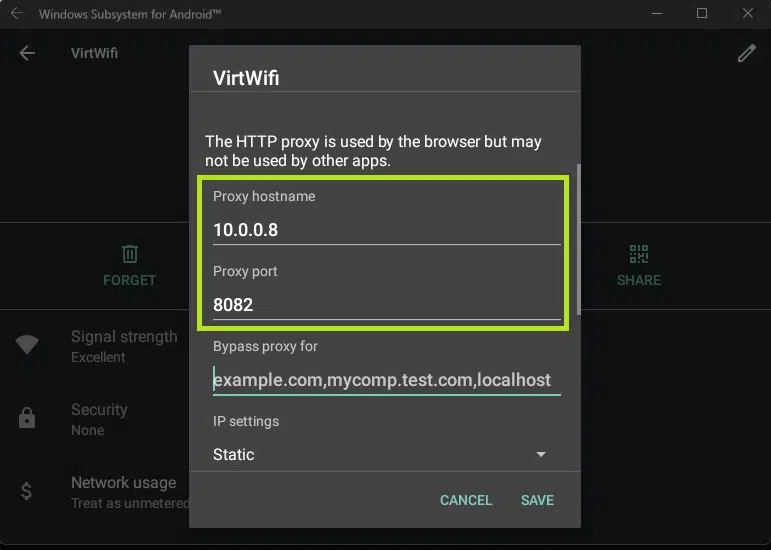 Windows Subsystem for Android™
VirtWifi
VirtWifi
The HTTP proxy is used by the browser but may
not be used by other apps.
Proxy hostname
10.0.0.8
Proxy port
8082
Bypass proxy for
example.com,mycomp.test.com,localhost
IP settings
Static
CANCEL SAVE
FORGET
SHARE
Signal strength
Excellent
Security
None
Network usage
Treat as unmetered